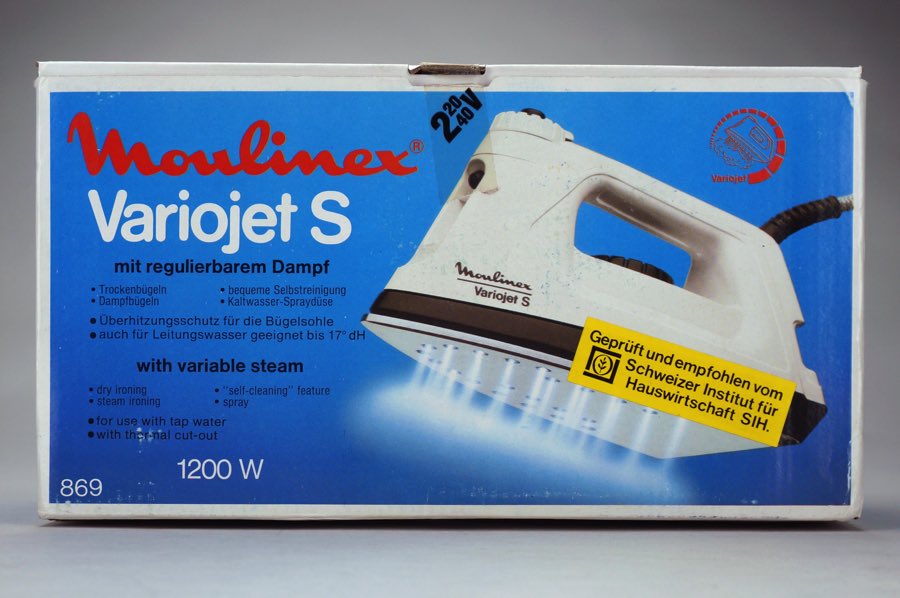 Moulinex®
Variojet S
mit regulierbarem Dampf
• Trockenbügeln
• Dampfbügeln
• bequeme Selbstreinigung
• Kaltwasser-Spraydüse
• Überhitzungsschutz für die Bügelsohle
• auch für Leitungswasser geeignet bis 17° dH
with variable steam
• dry ironing
• steam ironing
• "self-cleaning" feature
• spray
• for use with tap water
• with thermal cut-out
1200 W
869
220
240V
Variojet
Moulinex
Variojet S
Geprüft und empfohlen vom
Schweizer Institut für
Hauswirtschaft SIH.